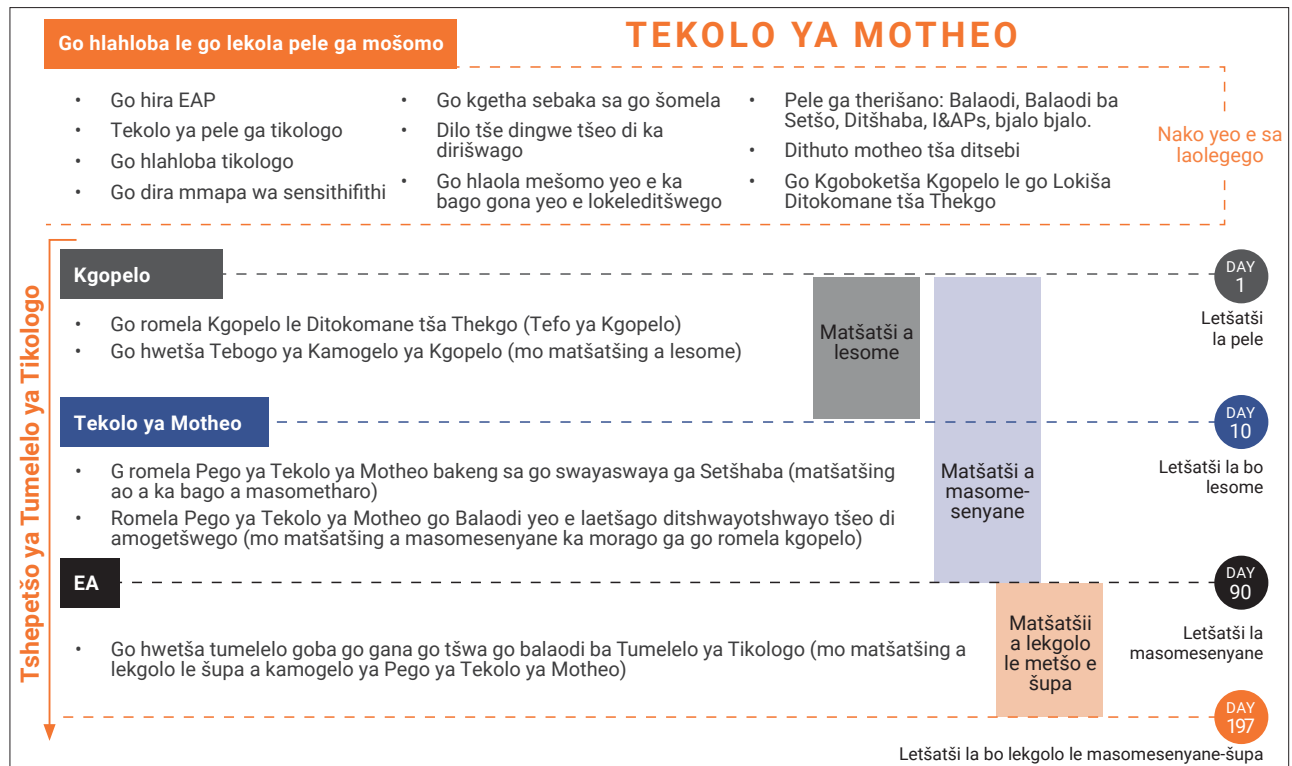 Go hlahloba le go lekola pele ga mošomo
TEKOLO YA MOTHEO
• Go hira EAP
• Tekolo ya pele ga tikologo
• Go hlahloba tikologo
• Go dira mmapa wa sensithifithi
• Go kgetha sebaka sa go šomela
• Dilo tše dingwe tšeo di ka
dirišwago
• Go hlaola mešomo yeo e ka
bago gona yeo e lokeleditšwego
• Pele ga therišano: Balaodi, Balaodi ba
Setšo, Ditšhaba, I&APs, bjalo bjalo.
• Dithuto motheo tša ditsebi
• Go Kgoboketša Kgopelo le go Lokiša
Ditokomane tša Thekgo
Nako yeo e sa
laolegego
Tshepetšo ya Tumelelo ya Tikologo
Kgopelo
DAY
1
Letšatši
la pele
• Go romela Kgopelo le Ditokomane tša Thekgo (Tefo ya Kgopelo)
• Go hwetša Tebogo ya Kamogelo ya Kgopelo (mo matšatšing a lesome)
Matšatši a
lesome
Tekolo ya Motheo
DAY
10
Letšatši la bo
lesome
• G romela Pego ya Tekolo ya Motheo bakeng sa go swayaswaya ga Setšhaba (matšatšing
ao a ka bago a masometharo)
• Romela Pego ya Tekolo ya Motheo go Balaodi yeo e laetšago ditshwayotshwayo tšeo di
amogetšwego (mo matšatšing a masomesenyane ka morago ga go romela kgopelo)
Matšatši a
masome-
senyane
EA
DAY
90
Letšatši la
masomesenyane
• Go hwetša tumelelo goba go gana go tšwa go balaodi ba Tumelelo ya Tikologo (mo matšatšing a
lekgolo le šupa a kamogelo ya Pego ya Tekolo ya Motheo)
Matšatšii
a lekgolo
le metšo e
šupa
DAY
197
Letšatši la bo lekgolo le masomesenyane-šupa